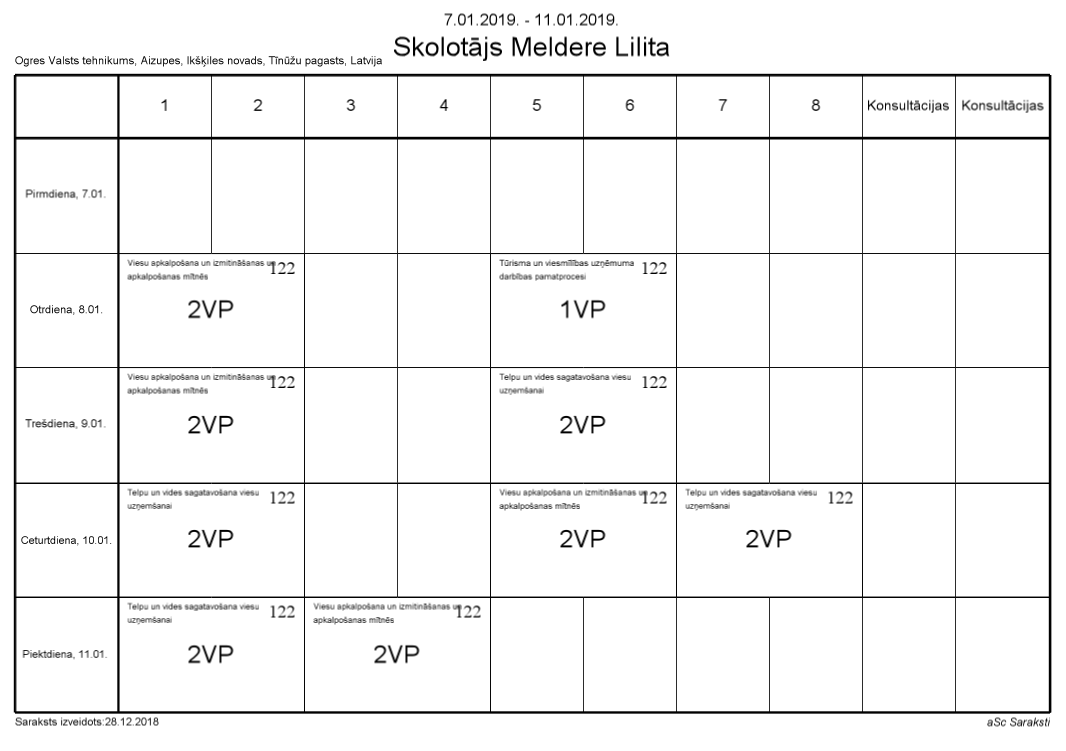 7.01.2019. - 11.01.2019.
Skolotājs Meldere Lilita
Ogres Valsts tehnikums, Aizupes, Ikšķiles novads, Tīnūžu pagasts, Latvija
1 2 3 4 5 6 7 8 Konsultācijas Konsultācijas
Pirmdiena, 7.01.
Otrdiena, 8.01.
Viesu apkalpošana un izmitināšanas un
apkalpošanas mītnēs
122
2VP
Tūrisma un viesmīlības uzņēmuma
darbības pamatprocesi
122
1VP
Trešdiena, 9.01.
Viesu apkalpošana un izmitināšanas un
apkalpošanas mītnēs
122
2VP
Telpu un vides sagatavošana viesu
uzņemšanai
122
2VP
Ceturtdiena, 10.01.
Telpu un vides sagatavošana viesu
uzņemšanai
122
2VP
Viesu apkalpošana un izmitināšanas un
apkalpošanas mītnēs
122
2VP
Telpu un vides sagatavošana viesu
uzņemšanai
122
2VP
Piektdiena, 11.01.
Telpu un vides sagatavošana viesu
uzņemšanai
122
2VP
Viesu apkalpošana un izmitināšanas un
apkalpošanas mītnēs
122
2VP
Saraksts izveidots:28.12.2018
aSc Saraksti